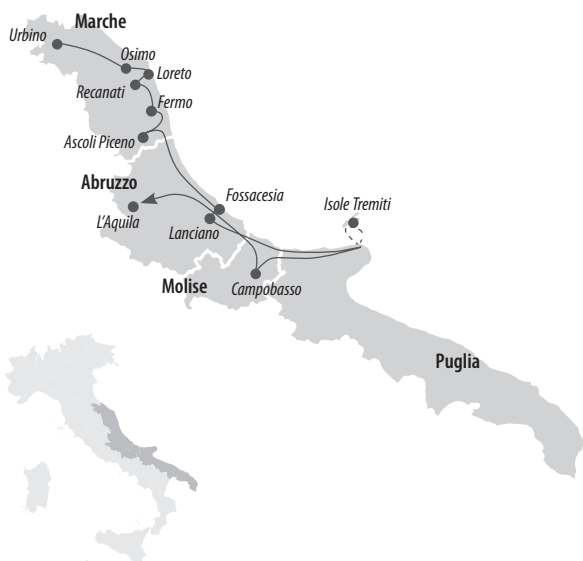 Marche
Urbino
Osimo
Loreto
Recanati
Fermo
Ascoli Piceno
Abruzzo
Fossacesia
Isole Tremiti
L'Aquila
Lanciano
Molise
Campobasso
Puglia